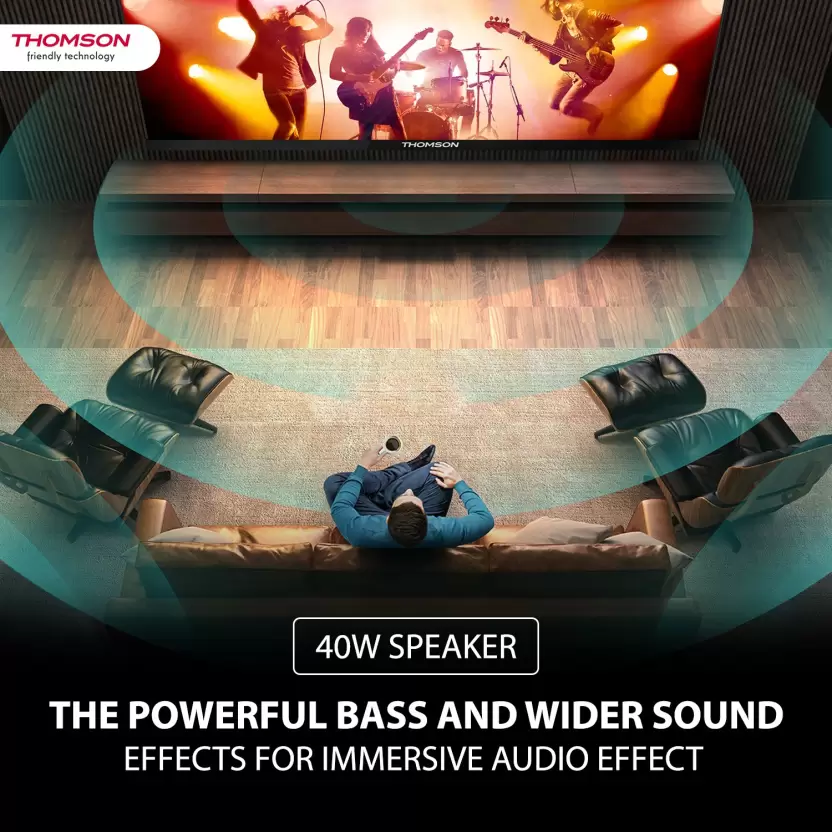 THOMSON
friendly technology
THOMSON
40W SPEAKER
THE POWERFUL BASS AND WIDER SOUND
EFFECTS FOR IMMERSIVE AUDIO EFFECT